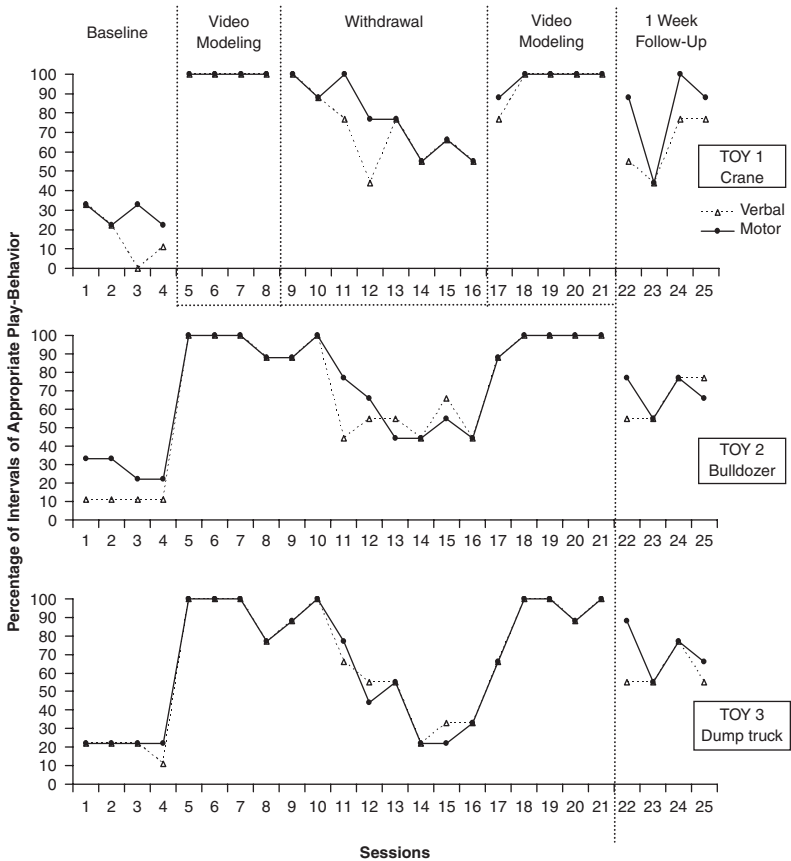 Baseline
Video
Modeling
Withdrawal
Video
Modeling
1 Week
Follow-Up
Percentage of Intervals of Appropriate Play-Behavior
100
90
80
70
60
50
40
30
20
10
0
1 2 3 4 5 6 7 8 9 10 11 12 13 14 15 16 17 18 19 20 21 22 23 24 25
TOY 1
Crane
Verbal
Motor
100
90
80
70
60
50
40
30
20
10
0
1 2 3 4 5 6 7 8 9 10 11 12 13 14 15 16 17 18 19 20 21 22 23 24 25
TOY 2
Bulldozer
100
90
80
70
60
50
40
30
20
10
0
1 2 3 4 5 6 7 8 9 10 11 12 13 14 15 16 17 18 19 20 21 22 23 24 25
TOY 3
Dump truck
Sessions